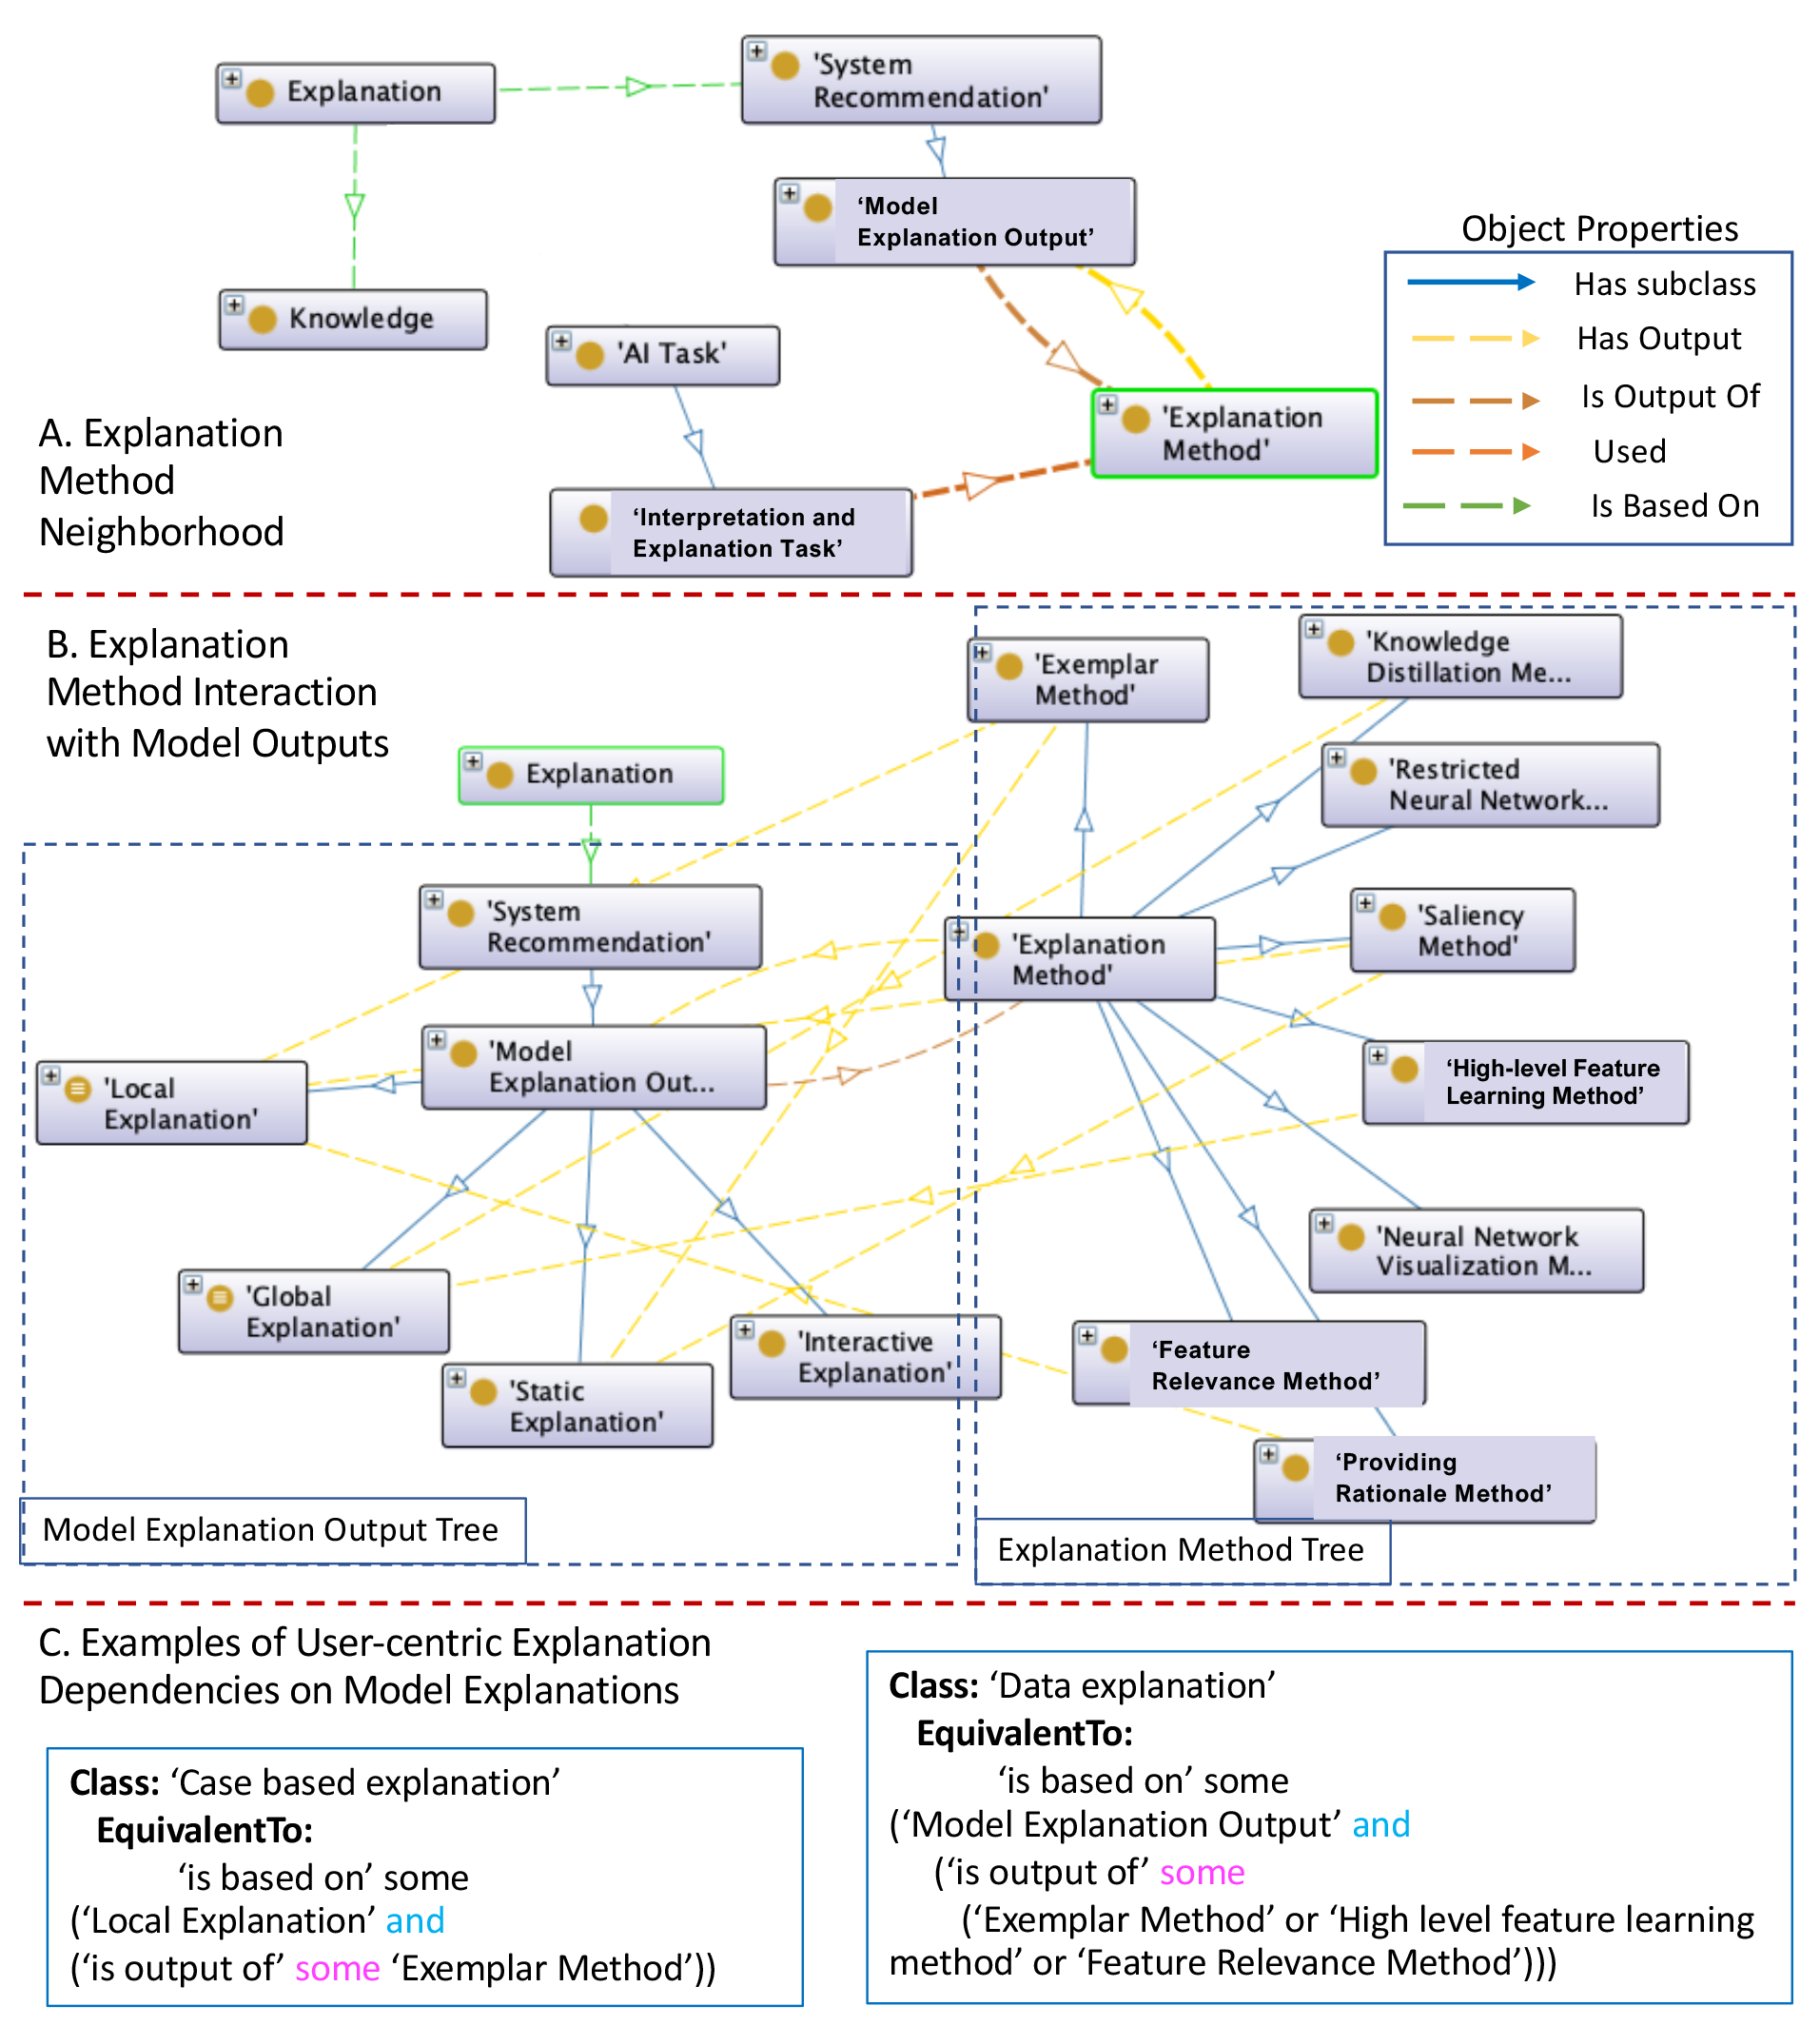 Explanation
'System
Recommendation'
‘Model
Explanation Output’
Knowledge
'AI Task'
'Explanation
Method'
‘Interpretation and
Explanation Task’
Object Properties
Has subclass
Has Output
Is Output Of
Used
Is Based On
A. Explanation
Method
Neighborhood
B. Explanation
Method Interaction
with Model Outputs
'Exemplar
Method'
'Knowledge
Distillation Me...
'Restricted
Neural Network...
Explanation
'System
Recommendation'
'Explanation
Method'
'Saliency
Method'
'Model
Explanation Out...
'Local
Explanation'
‘High-level Feature
Learning Method’
'Global
Explanation'
'Neural Network
Visualization M...
'Static
Explanation'
'Interactive
Explanation'
‘Feature
Relevance Method’
‘Providing
Rationale Method’
Model Explanation Output Tree
Explanation Method Tree
C. Examples of User-centric Explanation
Dependencies on Model Explanations
Class: ‘Case based explanation’
EquivalentTo:
‘is based on’ some
(‘Local Explanation’ and
(‘is output of’ some ‘Exemplar Method’))
Class: ‘Data explanation’
EquivalentTo:
‘is based on’ some
(‘Model Explanation Output’ and
(‘is output of’ some
(‘Exemplar Method’ or ‘High level feature learning
method’ or ‘Feature Relevance Method’)))